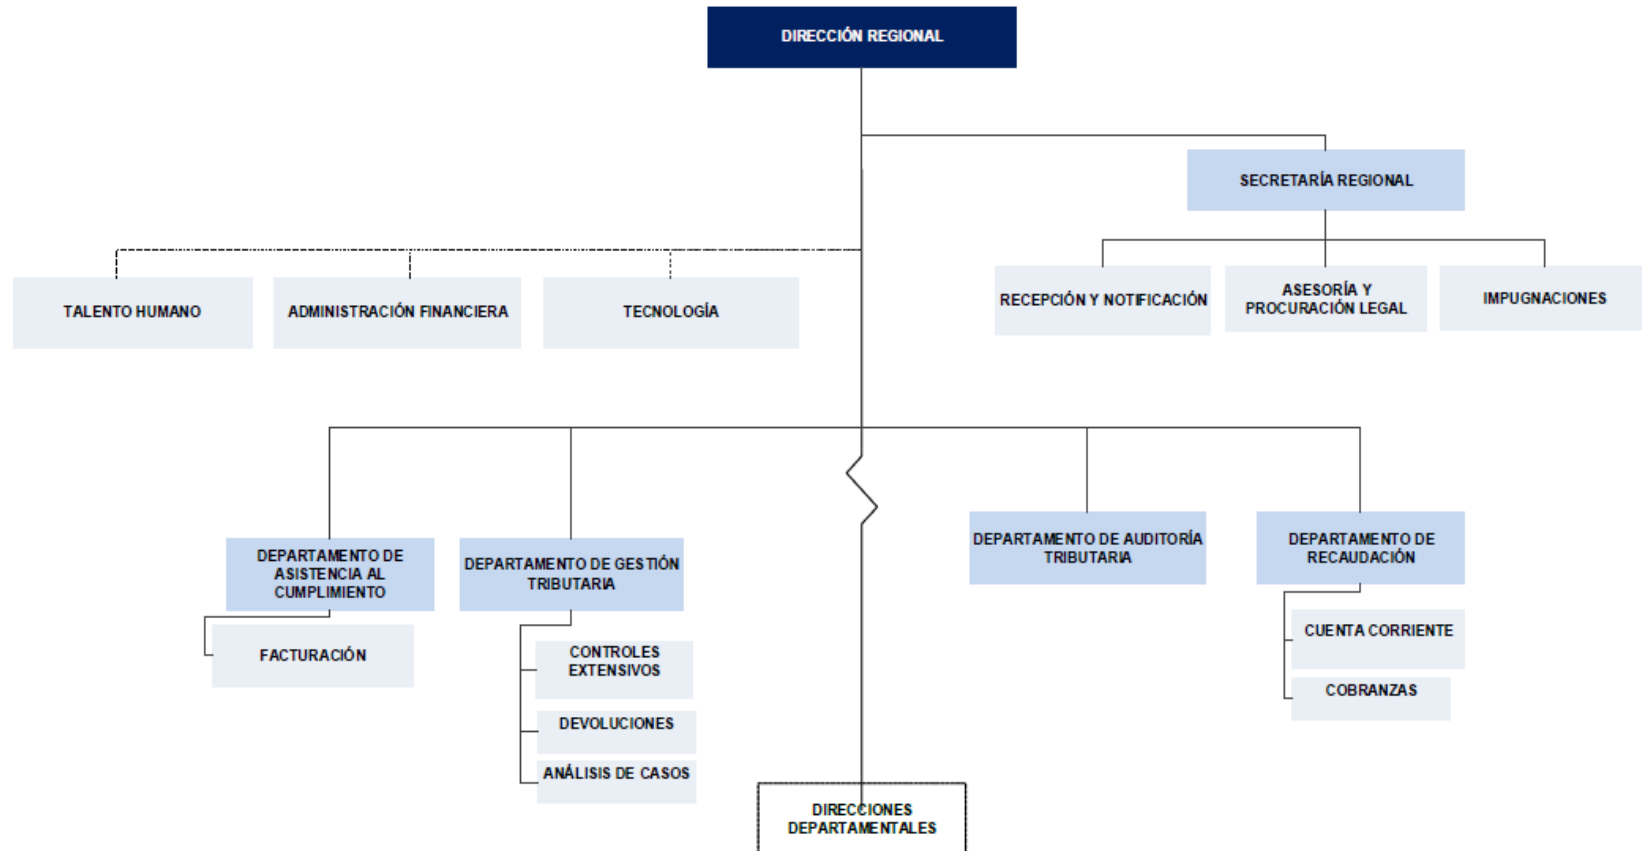 DIRECCIÓN REGIONAL
SECRETARÍA REGIONAL
TALENTO HUMANO
ADMINISTRACIÓN FINANCIERA
TECNOLOGÍA
RECEPCIÓN Y NOTIFICACIÓN
ASESORÍA Y
PROCURACIÓN LEGAL
IMPUGNACIONES
DEPARTAMENTO DE
ASISTENCIA AL
CUMPLIMIENTO
FACTURACIÓN
DEPARTAMENTO DE GESTIÓN
TRIBUTARIA
CONTROLES
EXTENSIVOS
DEVOLUCIONES
ANÁLISIS DE CASOS
DEPARTAMENTO DE AUDITORÍA
TRIBUTARIA
DEPARTAMENTO DE
RECAUDACIÓN
CUENTA CORRIENTE
COBRANZAS
DIRECCIONES
DEPARTAMENTALES